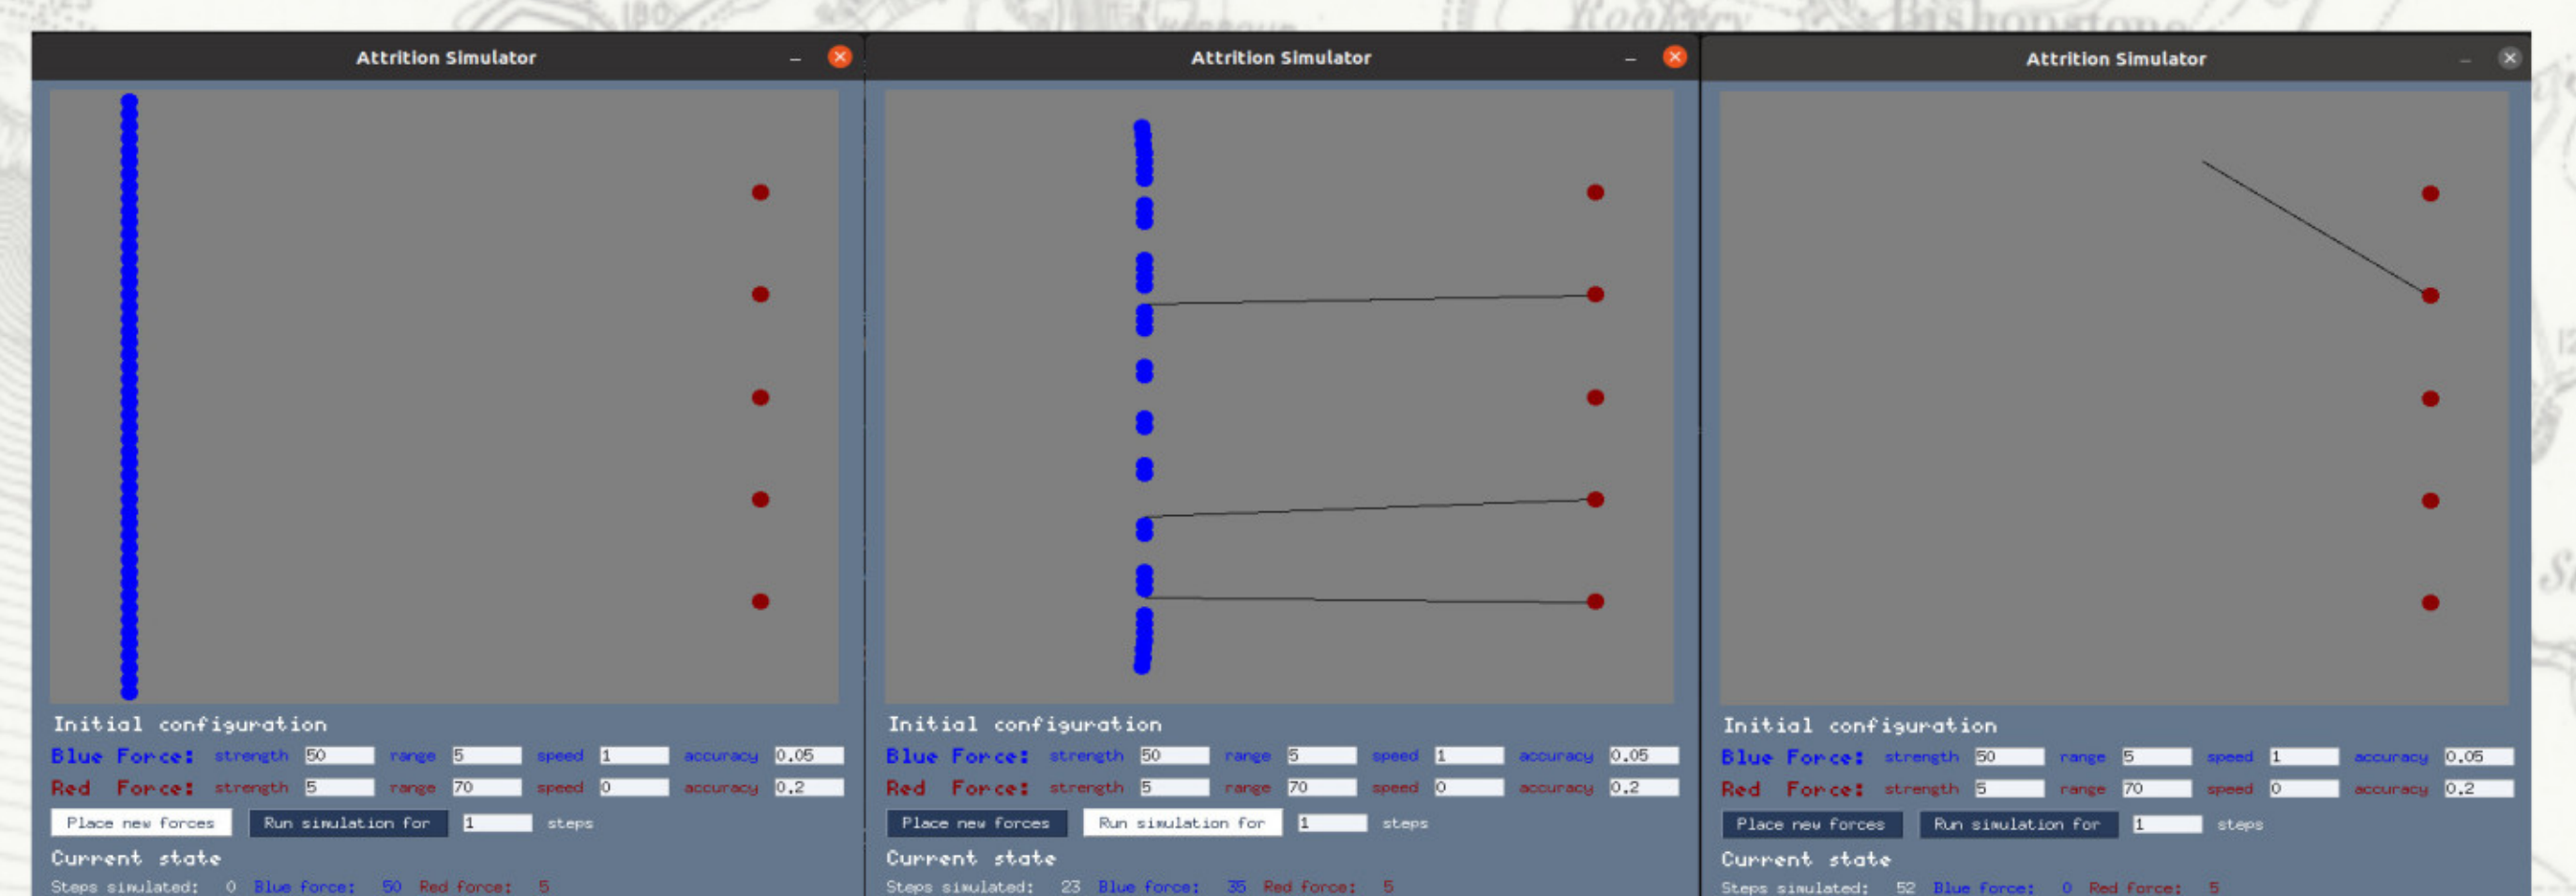 Attrition Simulator
Initial configuration
Blue Force: strength 50 range 5 speed 1 accuracy 0.05
Red Force: strength 5 range 70 speed 0 accuracy 0.2
Place new forces Run simulation for 1 steps
Current state
Steps simulated: 0 Blue force: 50 Red force: 5
Attrition Simulator
Initial configuration
Blue Force: strength 50 range 5 speed 1 accuracy 0.05
Red Force: strength 5 range 70 speed 0 accuracy 0.2
Place new forces Run simulation for 1 steps
Current state
Steps simulated: 23 Blue force: 35 Red force: 5
Attrition Simulator
Initial configuration
Blue Force: strength 50 range 5 speed 1 accuracy 0.05
Red Force: strength 5 range 70 speed 0 accuracy 0.2
Place new forces Run simulation for 1 steps
Current state
Steps simulated: 52 Blue force: 0 Red force: 5